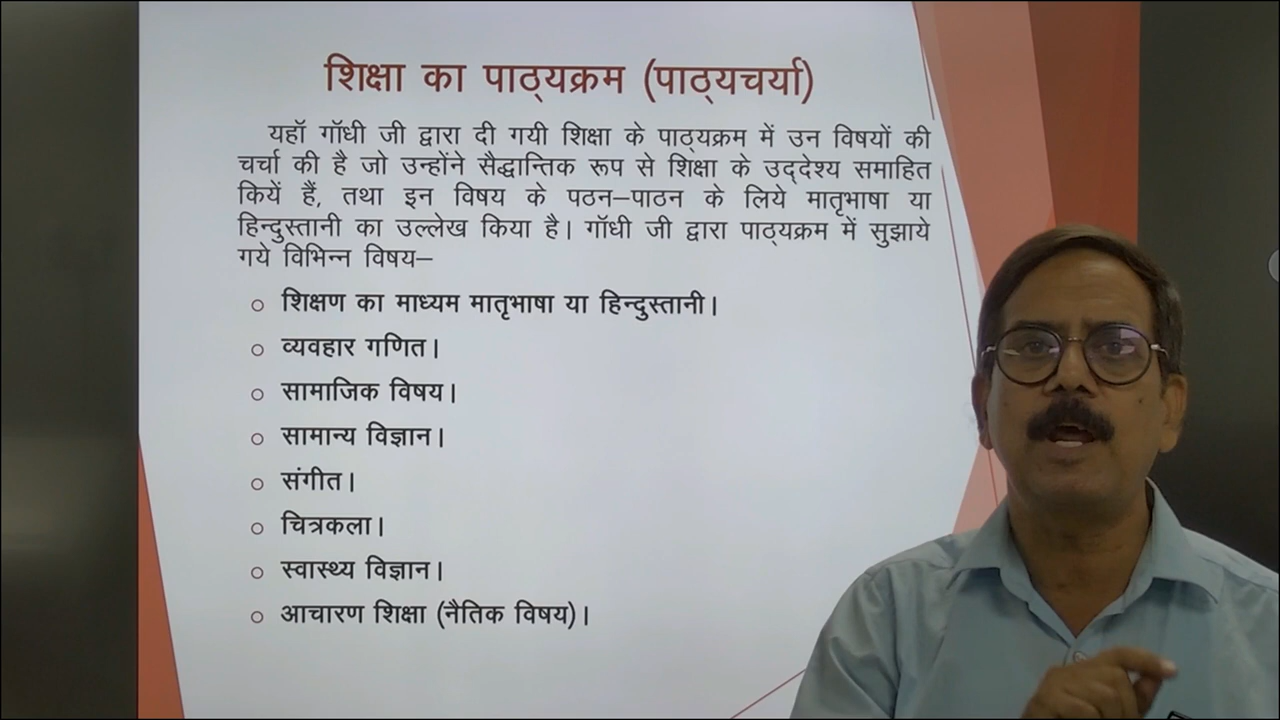 शिक्षा का पाठ्यक्रम (पाठ्यचर्या)
यहॉ गॉधी जी द्वारा दी गयी शिक्षा के पाठ्यक्रम में उन विषयों की
चर्चा की है जो उन्होंने सैद्धान्तिक रूप से शिक्षा के उद्देश्य समाहित
कियें हैं, तथा इन विषय के पठन–पाठन के लिये मातृभाषा या
हिन्दुस्तानी का उल्लेख किया है। गॉधी जी द्वारा पाठ्यक्रम में सुझाये
गये विभिन्न विषय–
○ शिक्षण का माध्यम मातृभाषा या हिन्दुस्तानी।
○ व्यवहार गणित।
○ सामाजिक विषय।
○ सामान्य विज्ञान।
○ संगीत।
○ चित्रकला।
○ स्वास्थ्य विज्ञान।
○ आचारण शिक्षा (नैतिक विषय)।